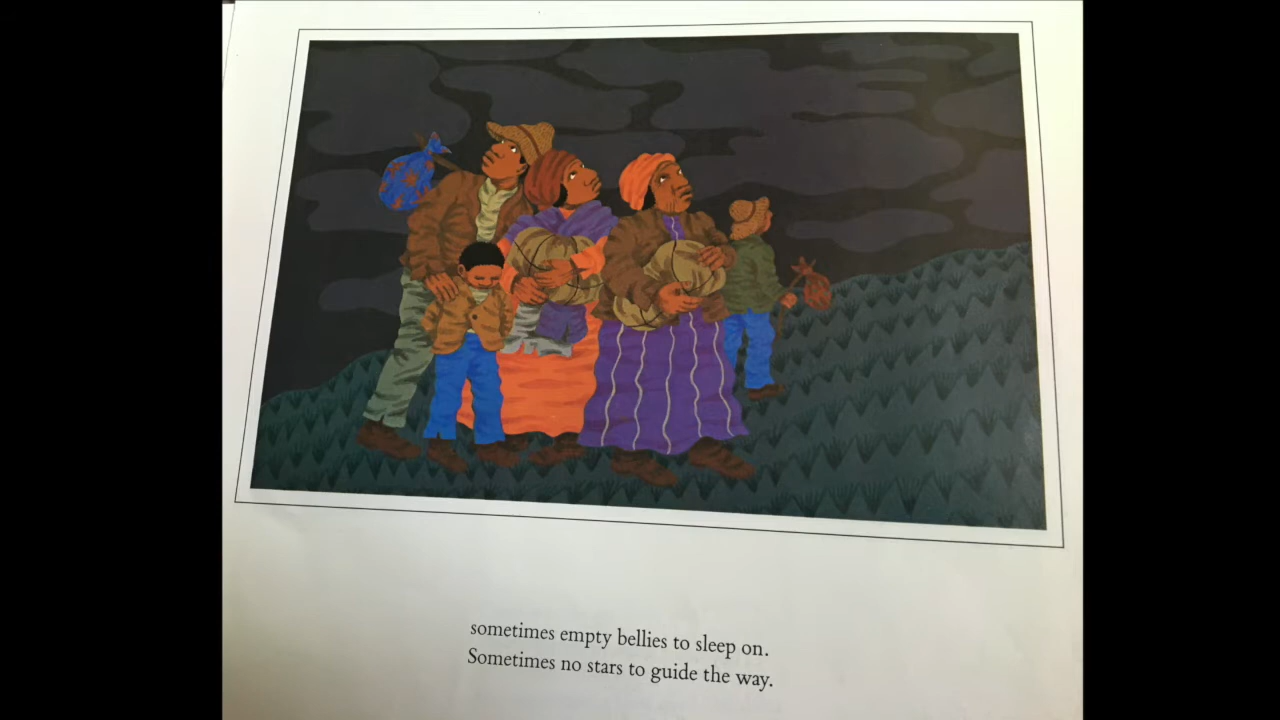 sometimes empty bellies to sleep on.
Sometimes no stars to guide the way.